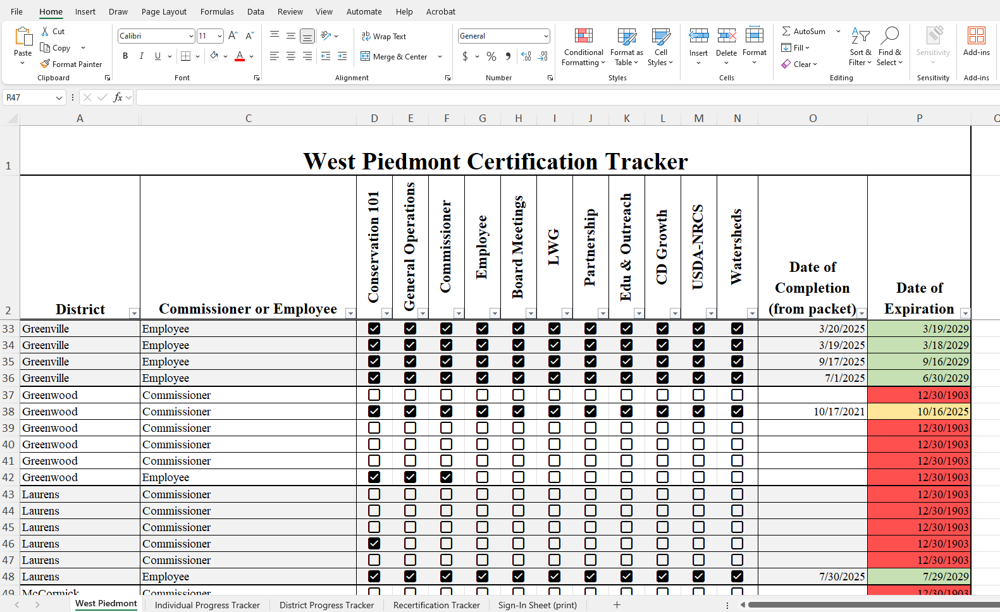 File Home Insert Draw Page Layout Formulas Data Review View Automate Help Acrobat
Paste Cut Copy Format Painter Clipboard
Calibri 11 B I U Font
Wrap Text Merge & Center Alignment
General $ % Number
Conditional Formatting Format as Table Cell Styles Styles
Insert Delete Format Cells
AutoSum Fill Clear Sort & Filter Find & Select Editing
Sensitivity Sensitivity
Add-ins Add-ins
R47 fx
A C D E F G H I J K L M N O P
1 West Piedmont Certification Tracker
2 District Commissioner or Employee Conservation 101 General Operations Commissioner Employee Board Meetings LWG Partnership Edu & Outreach CD Growth USDA-NRCS Watersheds Date of Completion (from packet) Date of Expiration
33 Greenville Employee 3/20/2025 3/19/2029
34 Greenville Employee 3/19/2025 3/18/2029
35 Greenville Employee 9/17/2025 9/16/2029
36 Greenville Employee 7/1/2025 6/30/2029
37 Greenwood Commissioner 12/30/1903
38 Greenwood Commissioner 10/17/2021 10/16/2025
39 Greenwood Commissioner 12/30/1903
40 Greenwood Commissioner 12/30/1903
41 Greenwood Commissioner 12/30/1903
42 Greenwood Employee 12/30/1903
43 Laurens Commissioner 12/30/1903
44 Laurens Commissioner 12/30/1903
45 Laurens Commissioner 12/30/1903
46 Laurens Commissioner 12/30/1903
47 Laurens Commissioner 12/30/1903
48 Laurens Employee 7/30/2025 7/29/2029
49 McCormick Commissioner 12/30/1903
West Piedmont Individual Progress Tracker District Progress Tracker Recertification Tracker Sign-In Sheet (print)